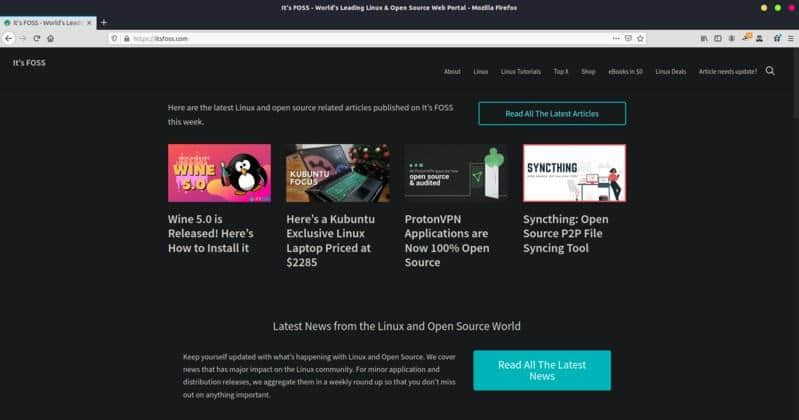 It's FOSS - World's Leading Linux & Open Source Web Portal - Mozilla Firefox
It's FOSS - World's Leadin
https://itsfoss.com
It's FOSS
About Linux Linux Tutorials Top X Shop eBooks in $0 Linux Deals Article needs update?
Here are the latest Linux and open source related articles published on It's FOSS
this week.
Read All The Latest Articles
WINE
5.0
KUBUNTU
FOCUS
open source
& audited
SYNCTHING
Wine 5.0 is
Released! Here's
How to Install it
Here's a Kubuntu
Exclusive Linux
Laptop Priced at
$2285
ProtonVPN
Applications are
Now 100% Open
Source
Syncthing: Open
Source P2P File
Syncing Tool
Latest News from the Linux and Open Source World
Keep yourself updated with what's happening with Linux and Open Source. We cover
news that has major impact on the Linux community. For minor application and
distribution releases, we aggregate them in a weekly round up so that you don't miss
out on anything important.
Read All The Latest
News